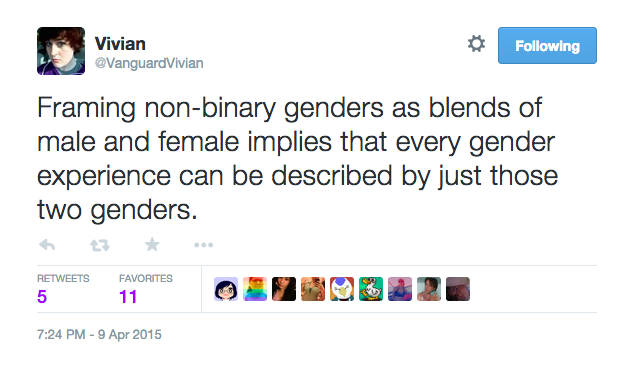 Vivian
@VanguardVivian
Following
Framing non-binary genders as blends of
male and female implies that every gender
experience can be described by just those
two genders.
RETWEETS FAVORITES
5 11
7:24 PM - 9 Apr 2015